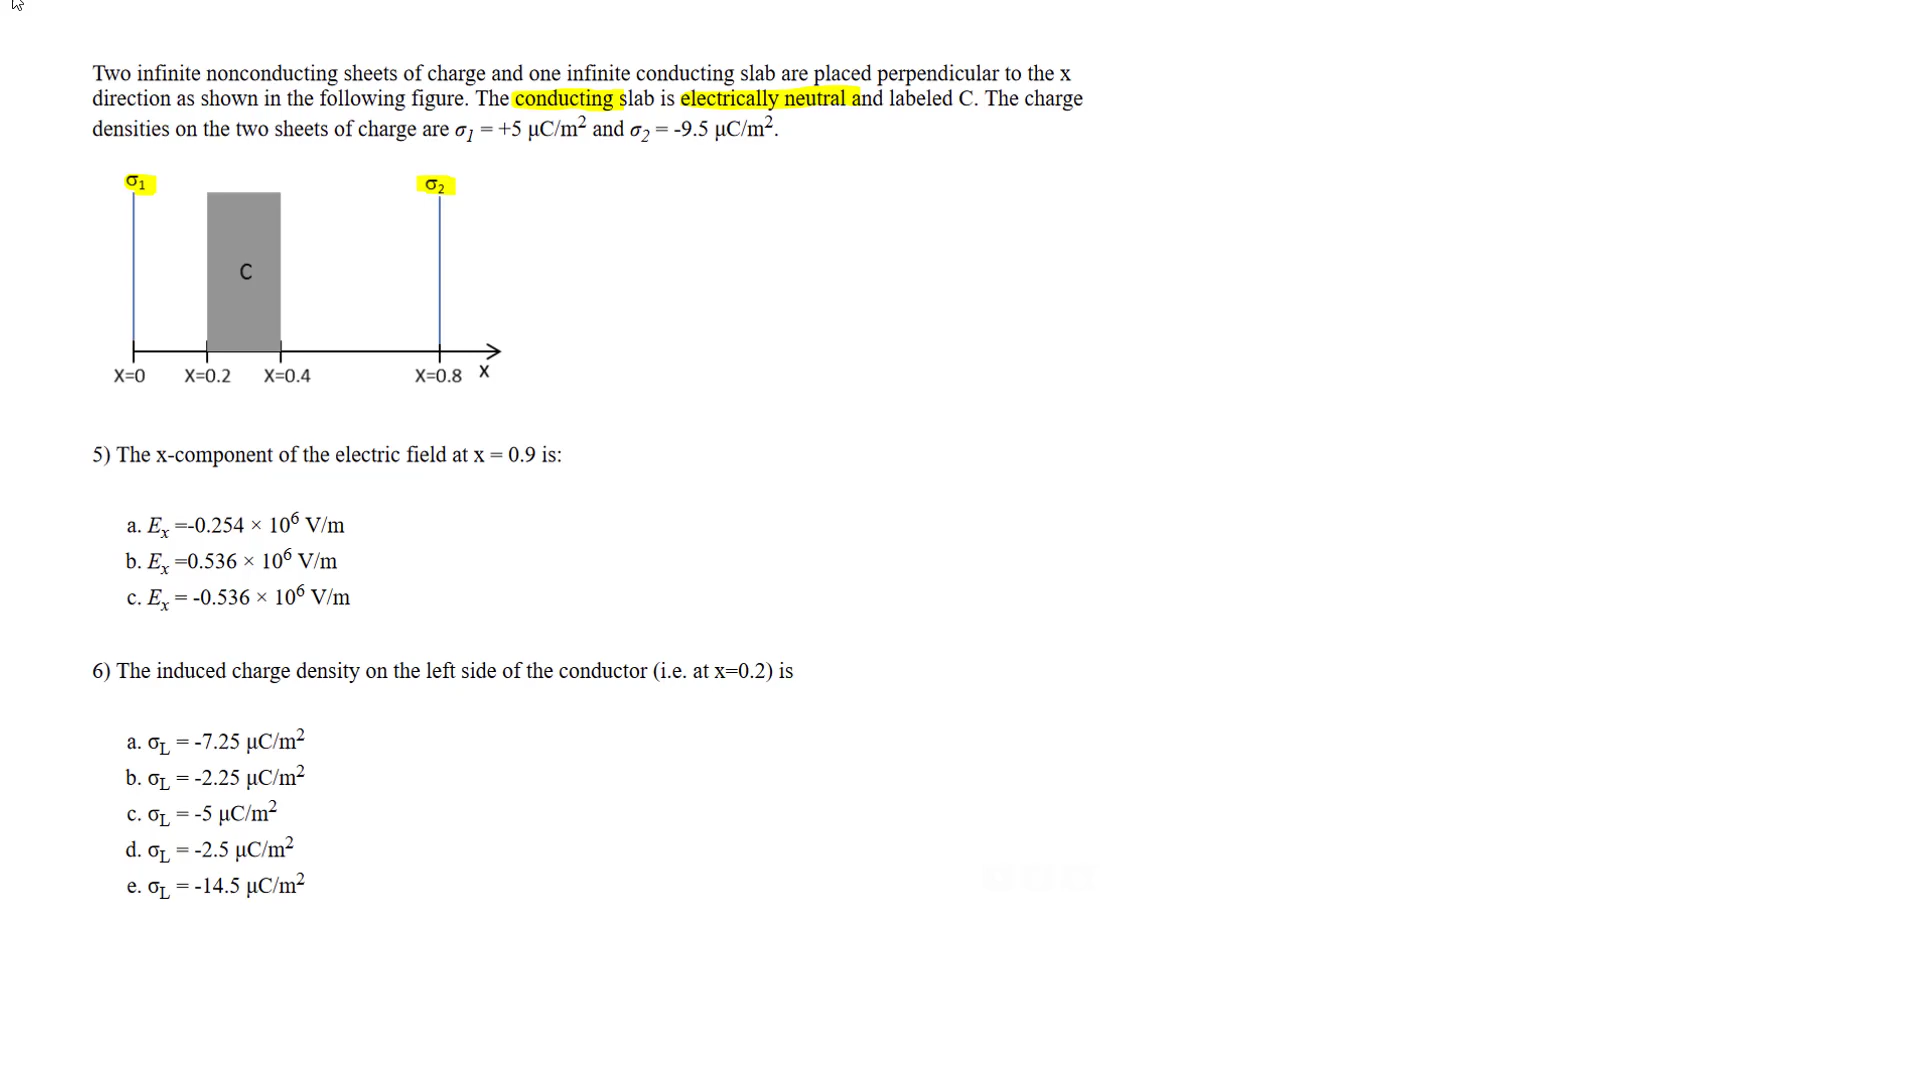 Two infinite nonconducting sheets of charge and one infinite conducting slab are placed perpendicular to the x
direction as shown in the following figure. The conducting slab is electrically neutral and labeled C. The charge
densities on the two sheets of charge are σ₁ = +5 μC/m² and σ₂ = -9.5 μC/m².
σ₁ σ₂
C
X=0 X=0.2 X=0.4 X=0.8 X
5) The x-component of the electric field at x = 0.9 is:
a. Eₓ =-0.254 × 10⁶ V/m
b. Eₓ =0.536 × 10⁶ V/m
c. Eₓ = -0.536 × 10⁶ V/m
6) The induced charge density on the left side of the conductor (i.e. at x=0.2) is
a. σL = -7.25 μC/m²
b. σL = -2.25 μC/m²
c. σL = -5 μC/m²
d. σL = -2.5 μC/m²
e. σL = -14.5 μC/m²